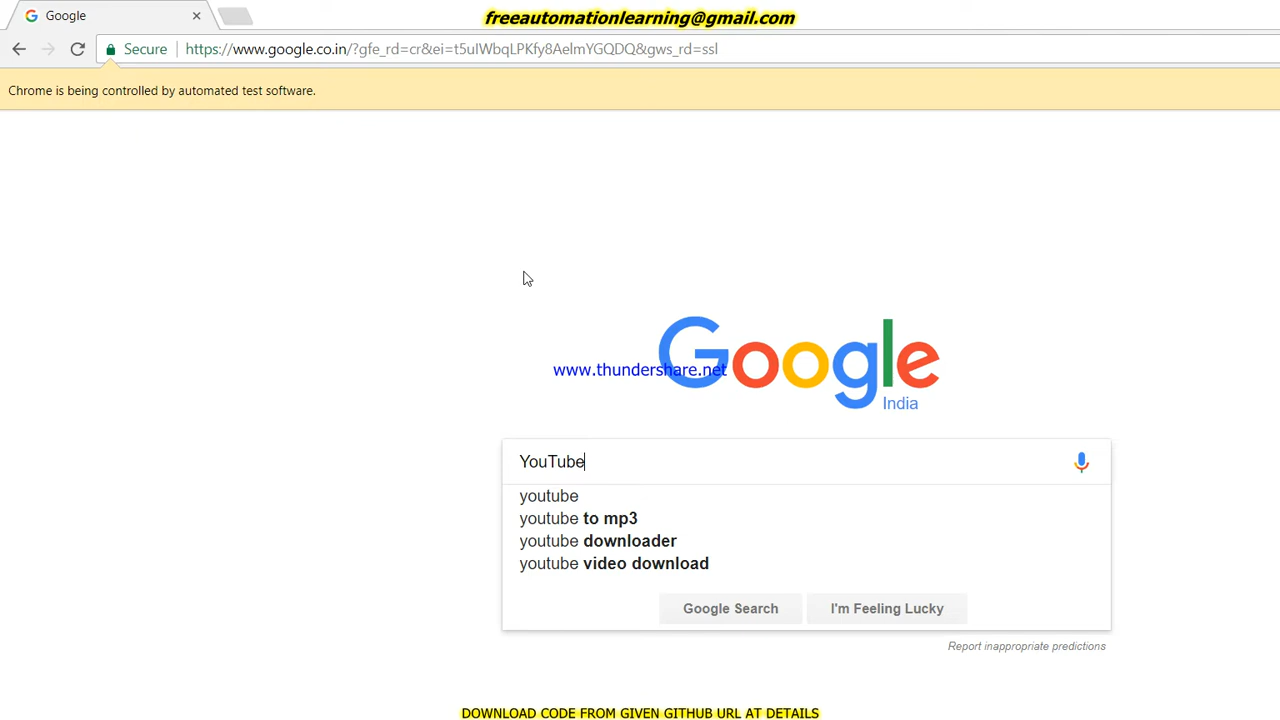 Google
freeautomationlearning@gmail.com
Secure
https://www.google.co.in/?gfe_rd=cr&ei=t5uIWbqLPKfy8AelmYGQDQ&gws_rd=ssl
Chrome is being controlled by automated test software.
Google
www.thundershare.net
India
YouTube
youtube
youtube to mp3
youtube downloader
youtube video download
Google Search
I'm Feeling Lucky
Report inappropriate predictions
DOWNLOAD CODE FROM GIVEN GITHUB URL AT DETAILS